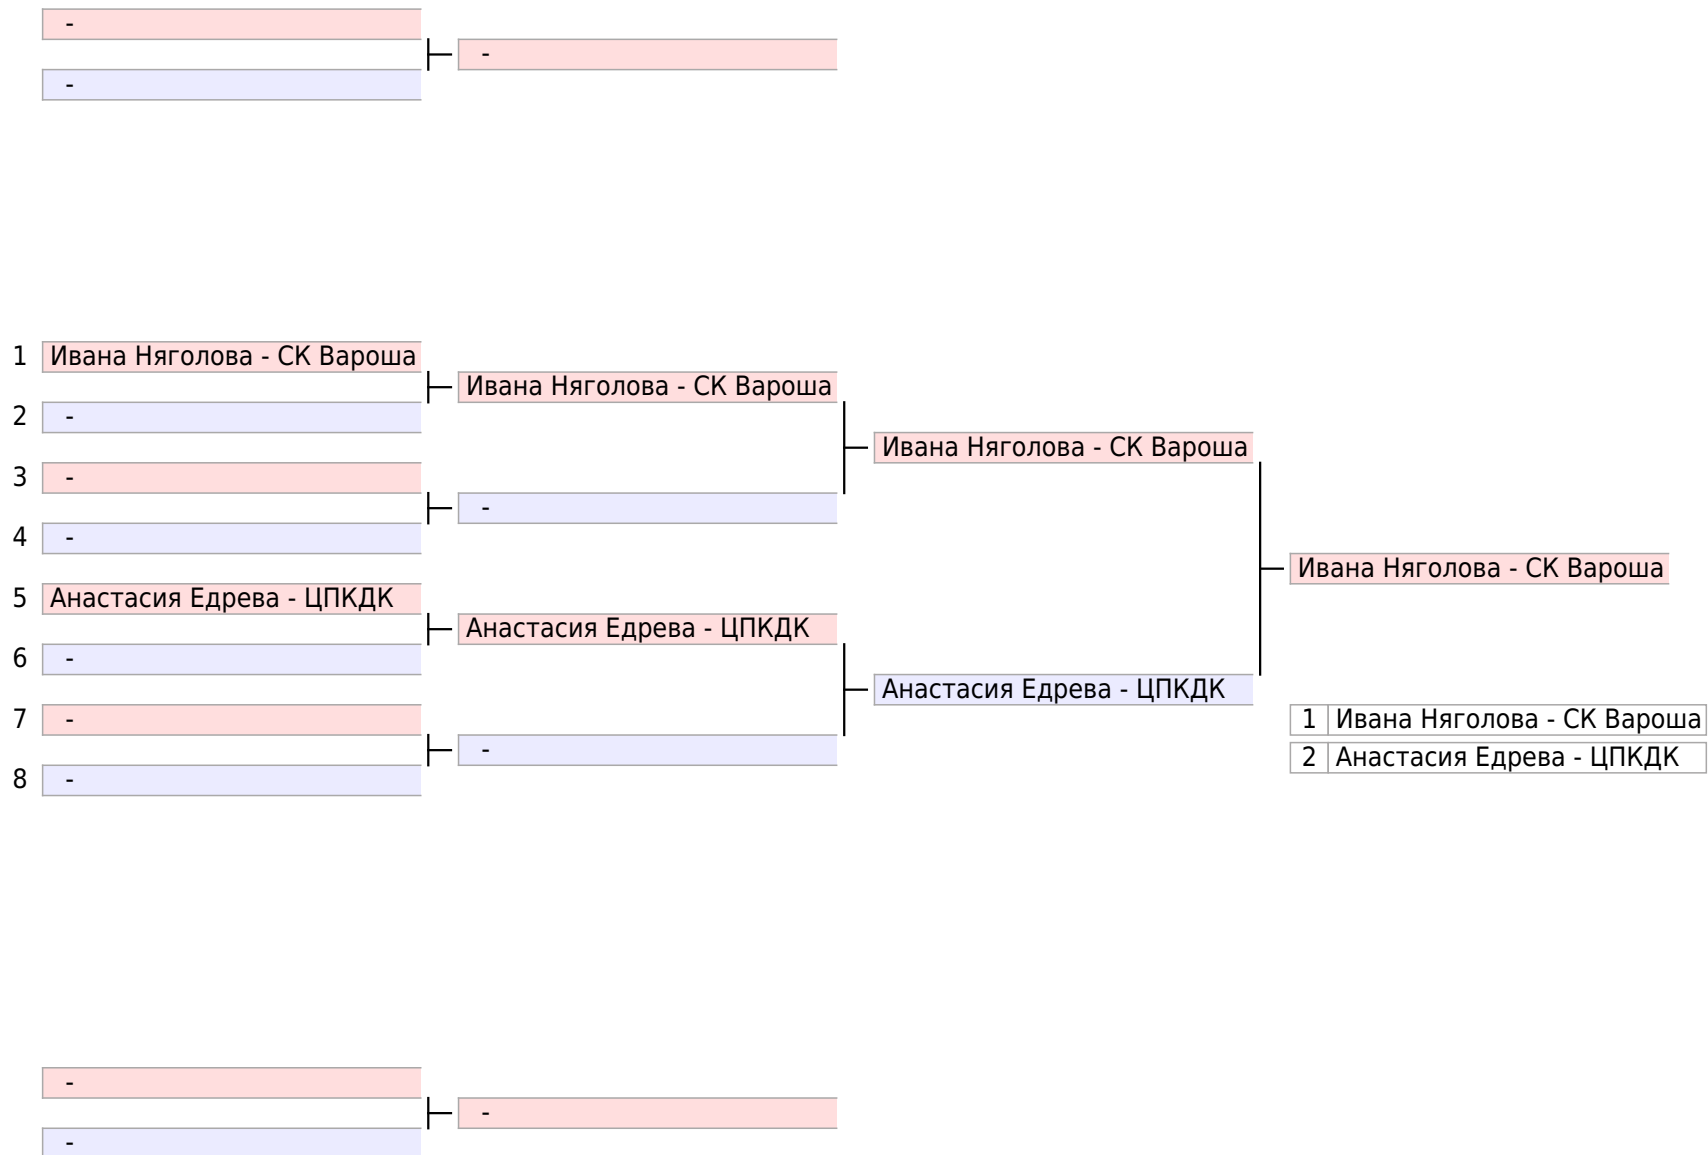 -
-
-
1 Ивана Няголова - СК Вароша
Ивана Няголова - СК Вароша
2 -
Ивана Няголова - СК Вароша
3 -
-
4 -
Ивана Няголова - СК Вароша
5 Анастасия Едрева - ЦПКДК
Анастасия Едрева - ЦПКДК
6 -
Анастасия Едрева - ЦПКДК
7 -
1 Ивана Няголова - СК Вароша
-
2 Анастасия Едрева - ЦПКДК
8 -
-
-
-